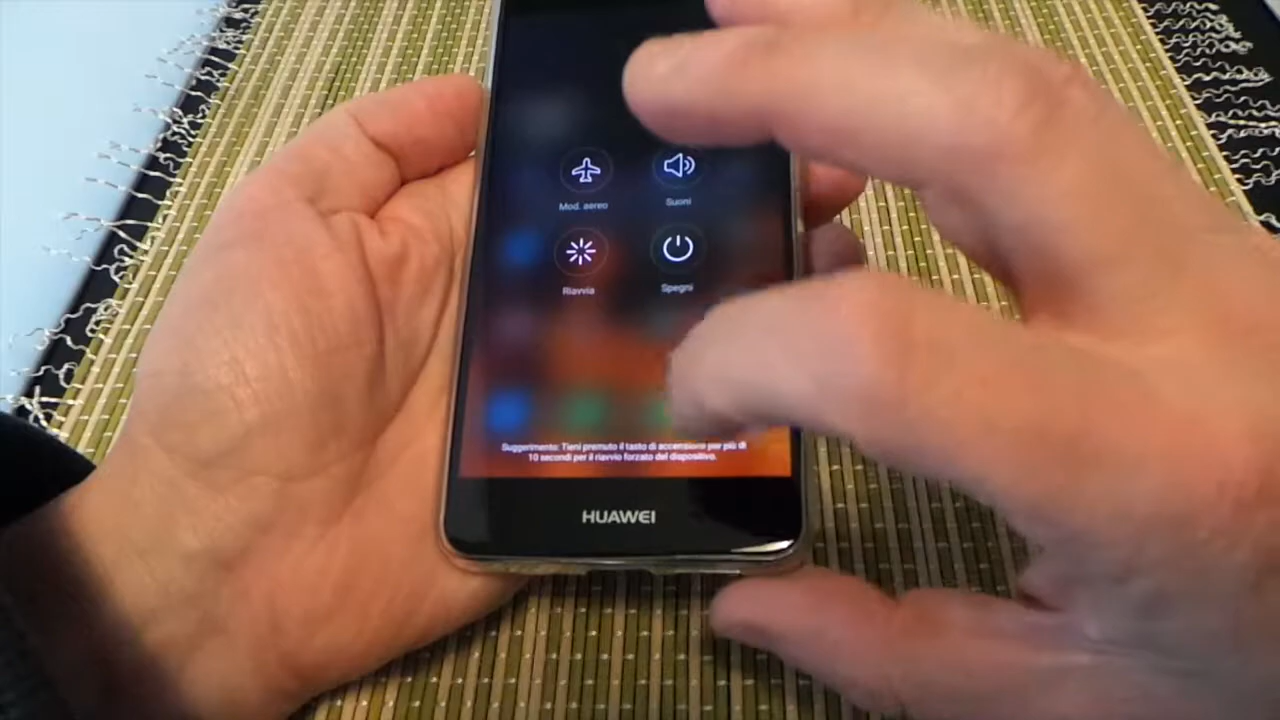 Mod. aereo
Suoni
Riavvia
Spegni
Suggerimento: Tieni premuto il tasto di accensione per più di
10 secondi per il riavvio forzato del dispositivo.
HUAWEI